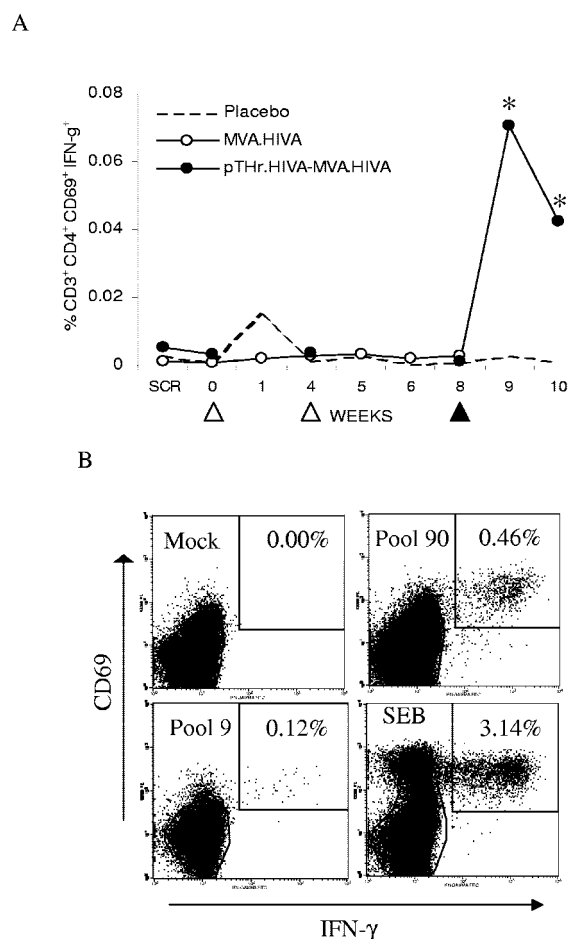 A
0.08
0.06
0.04
0.02
0
% CD3+ CD4+ CD69+ IFN-g+
Placebo
MVA.HIVA
pTHr.HIVA-MVA.HIVA
*
*
SCR 0 1 4 5 6 8 9 10
WEEKS
B
Mock 0.00%
Pool 90 0.46%
Pool 9 0.12%
SEB 3.14%
CD69
IFN-γ